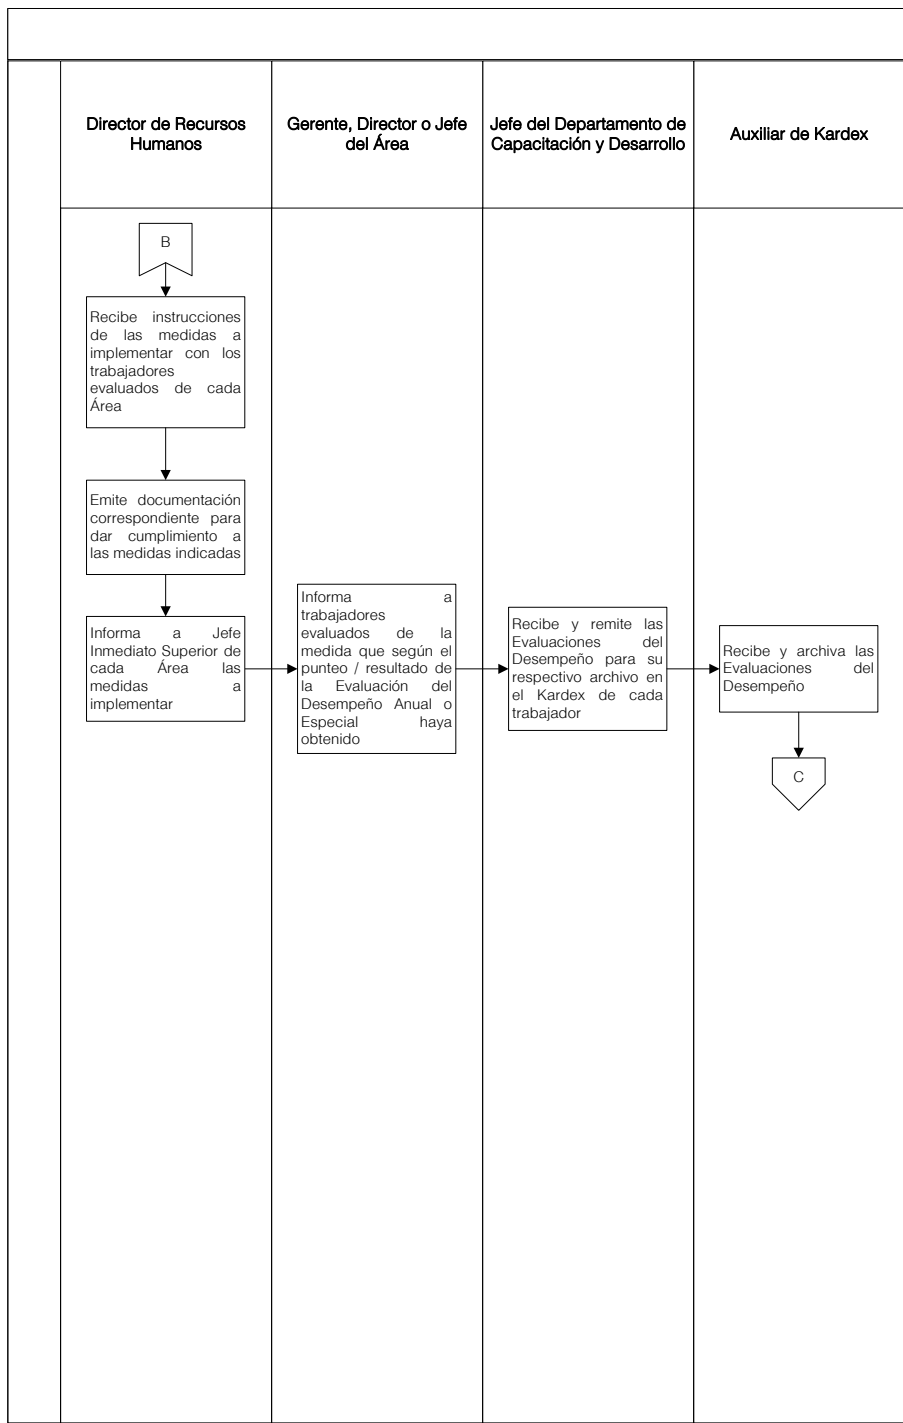 Director de Recursos
Humanos
Gerente, Director o Jefe
del Área
Jefe del Departamento de
Capacitación y Desarrollo
Auxiliar de Kardex
B
Recibe instrucciones
de las medidas a
implementar con los
trabajadores
evaluados de cada
Área
Emite documentación
correspondiente para
dar cumplimiento a
las medidas indicadas
Informa a Jefe
Inmediato Superior de
cada Área las
medidas a
implementar
Informa a
trabajadores
evaluados de la
medida que según el
punteo / resultado de
la Evaluación del
Desempeño Anual o
Especial haya
obtenido
Recibe y remite las
Evaluaciones del
Desempeño para su
respectivo archivo en
el Kardex de cada
trabajador
Recibe y archiva las
Evaluaciones del
Desempeño
C